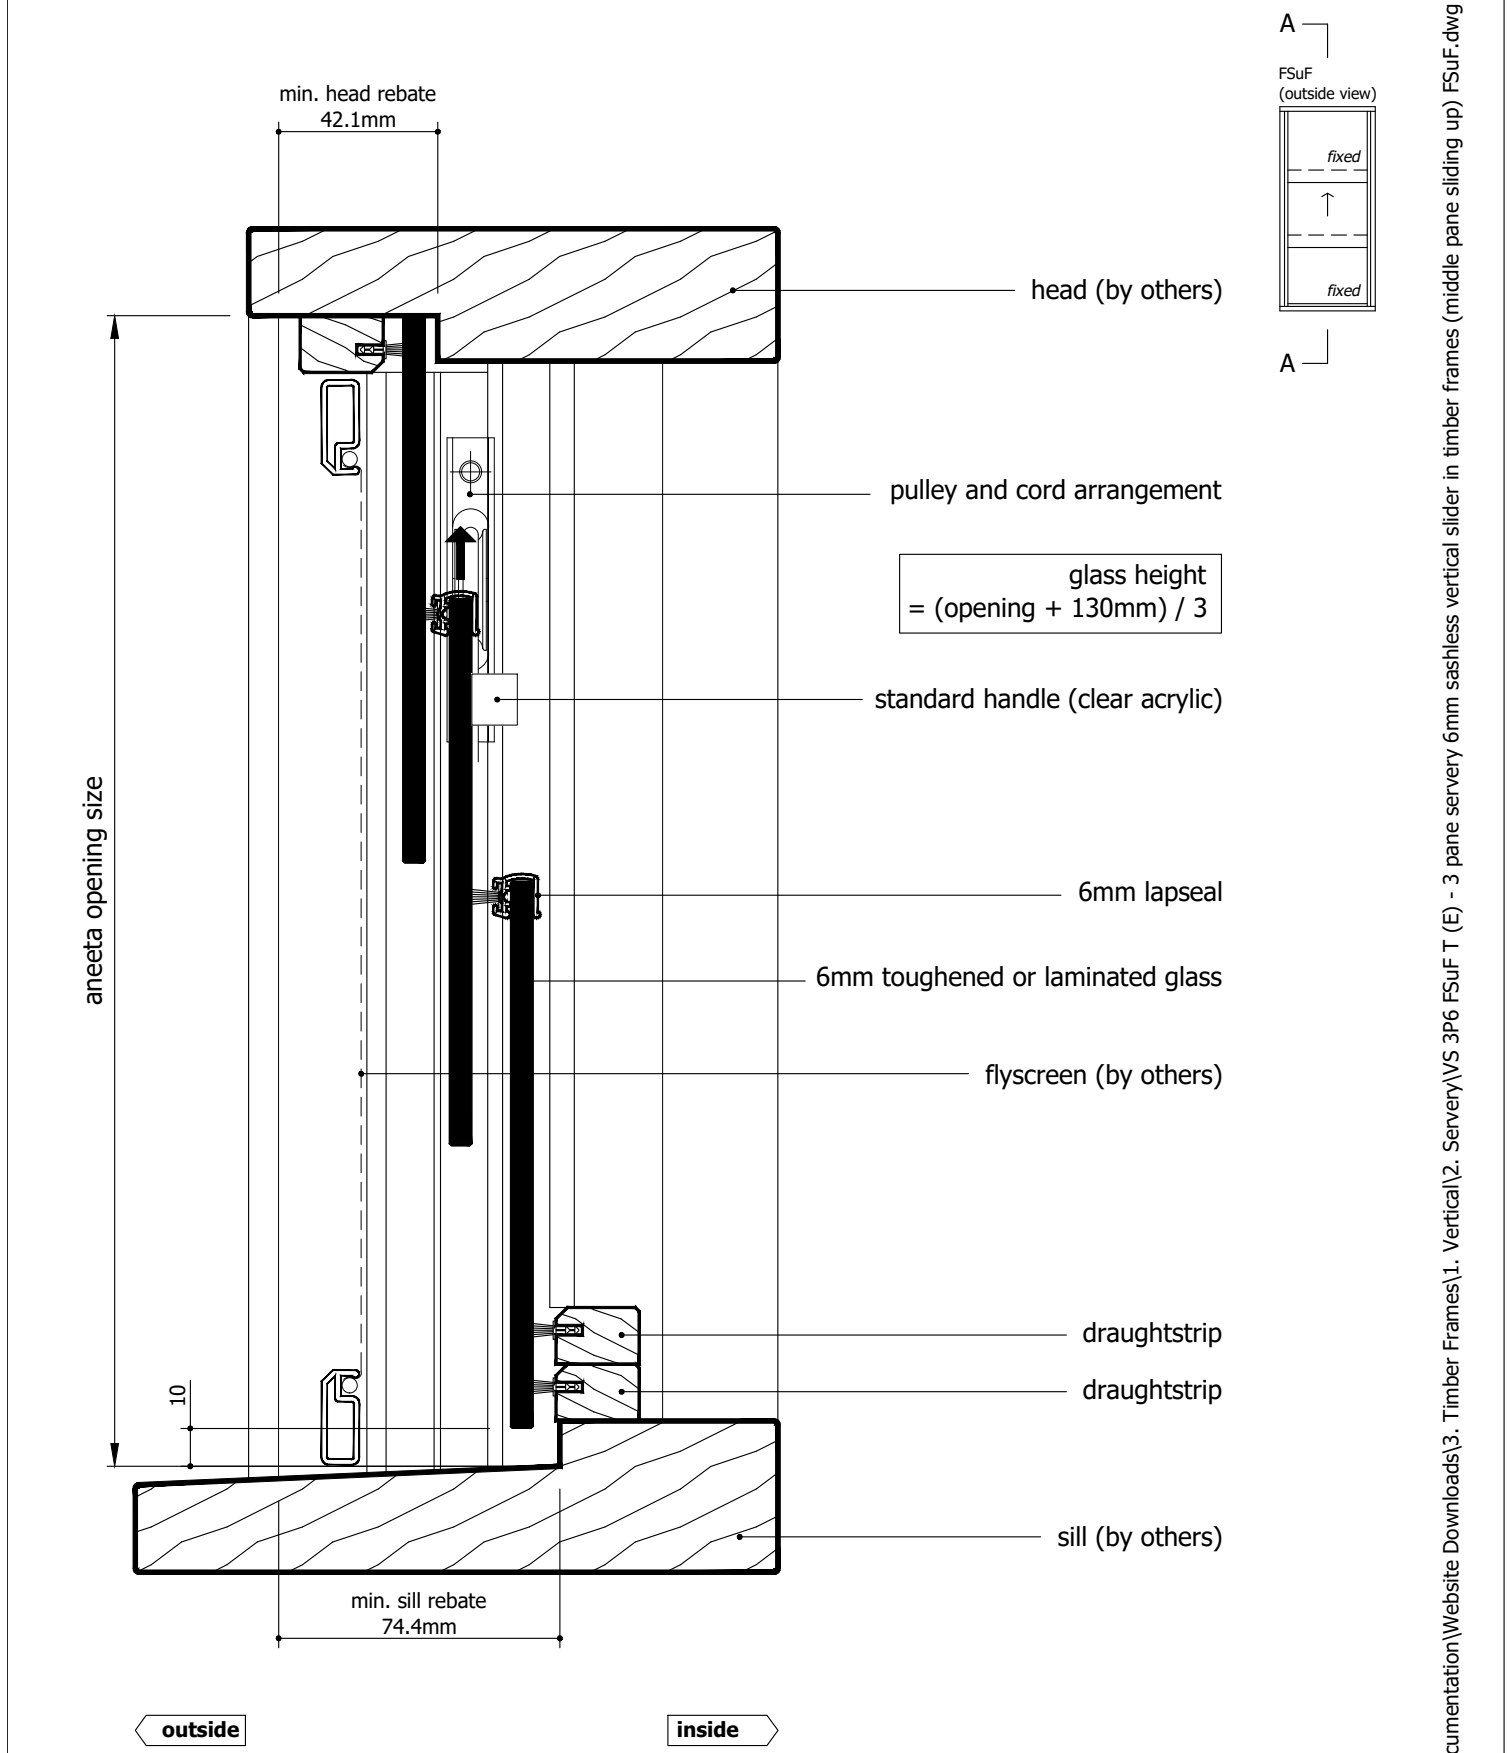 A
FSuF
(outside view)
fixed
fixed
A
min. head rebate
42.1mm
head (by others)
pulley and cord arrangement
glass height
= (opening + 130mm) / 3
standard handle (clear acrylic)
aneeta opening size
6mm lapseal
6mm toughened or laminated glass
flyscreen (by others)
draughtstrip
draughtstrip
10
sill (by others)
min. sill rebate
74.4mm
outside
inside
cumentation\Website Downloads\3. Timber Frames\1. Vertical\2. Servery\VS 3P6 FSuF T (E) - 3 pane servery 6mm sashless vertical slider in timber frames (middle pane sliding up) FSuF.dwg